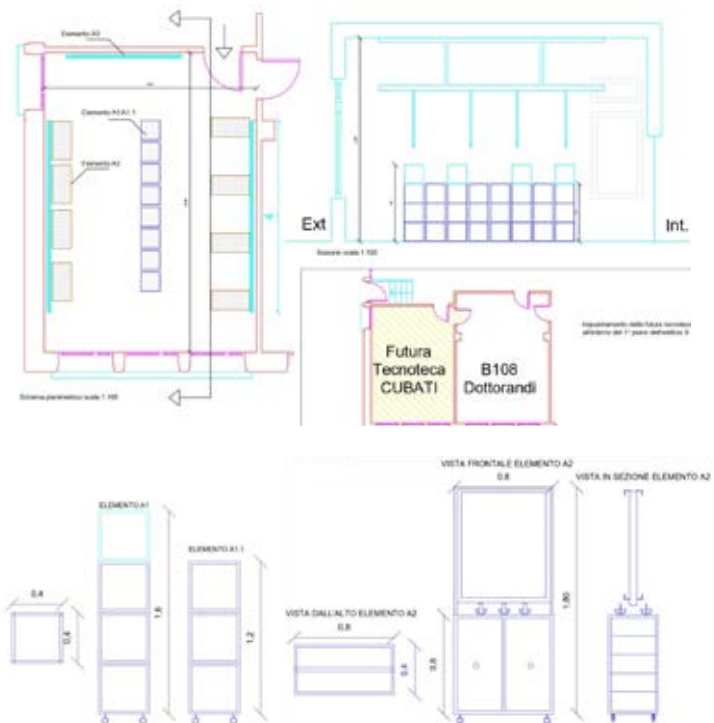 Elemento A3
Elemento A1/A1.1
Elemento A2
Schema planimetrico scala 1:100
Ext
Int.
Sezione scala 1:100
Futura
Tecnoteca
CUBATI
B108
Dottorandi
VISTA FRONTALE ELEMENTO A2
0,8
VISTA IN SEZIONE ELEMENTO A2
ELEMENTO A1
ELEMENTO A1.1
0,4
0,4
1,6
1,2
VISTA DALL'ALTO ELEMENTO A2
0,8
0,4
0,8
1,80